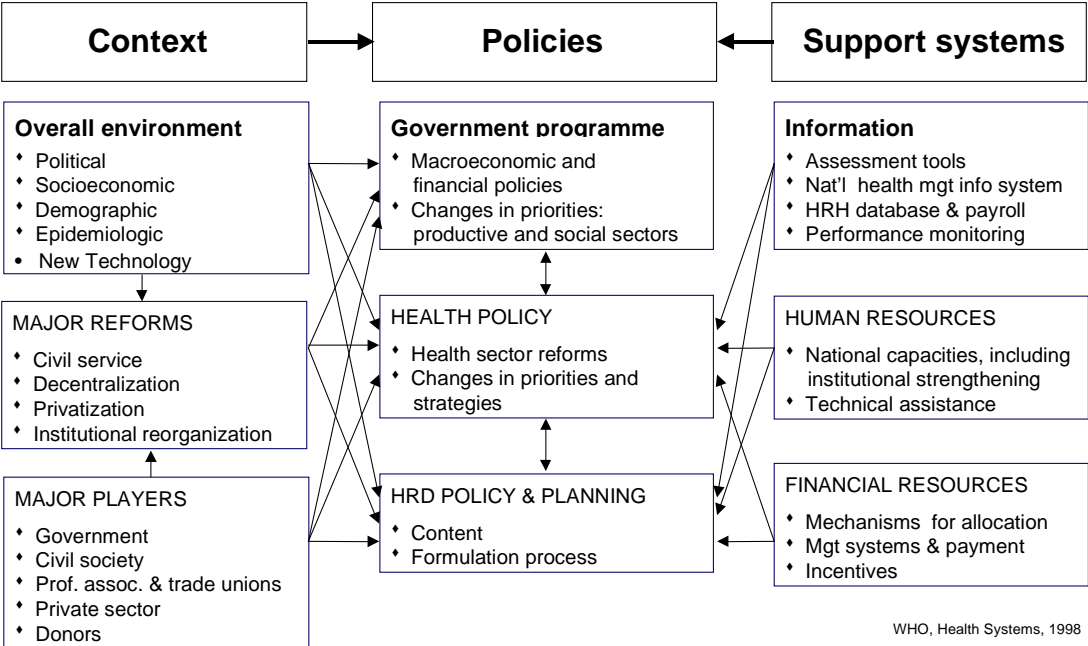 Context
Policies
Support systems
Overall environment
Political
Socioeconomic
Demographic
Epidemiologic
New Technology
MAJOR REFORMS
Civil service
Decentralization
Privatization
Institutional reorganization
MAJOR PLAYERS
Government
Civil society
Prof. assoc. & trade unions
Private sector
Donors
Government programme
Macroeconomic and
financial policies
Changes in priorities:
productive and social sectors
HEALTH POLICY
Health sector reforms
Changes in priorities and
strategies
HRD POLICY & PLANNING
Content
Formulation process
Information
Assessment tools
Nat'l health mgt info system
HRH database & payroll
Performance monitoring
HUMAN RESOURCES
National capacities, including
institutional strengthening
Technical assistance
FINANCIAL RESOURCES
Mechanisms for allocation
Mgt systems & payment
Incentives
WHO, Health Systems, 1998